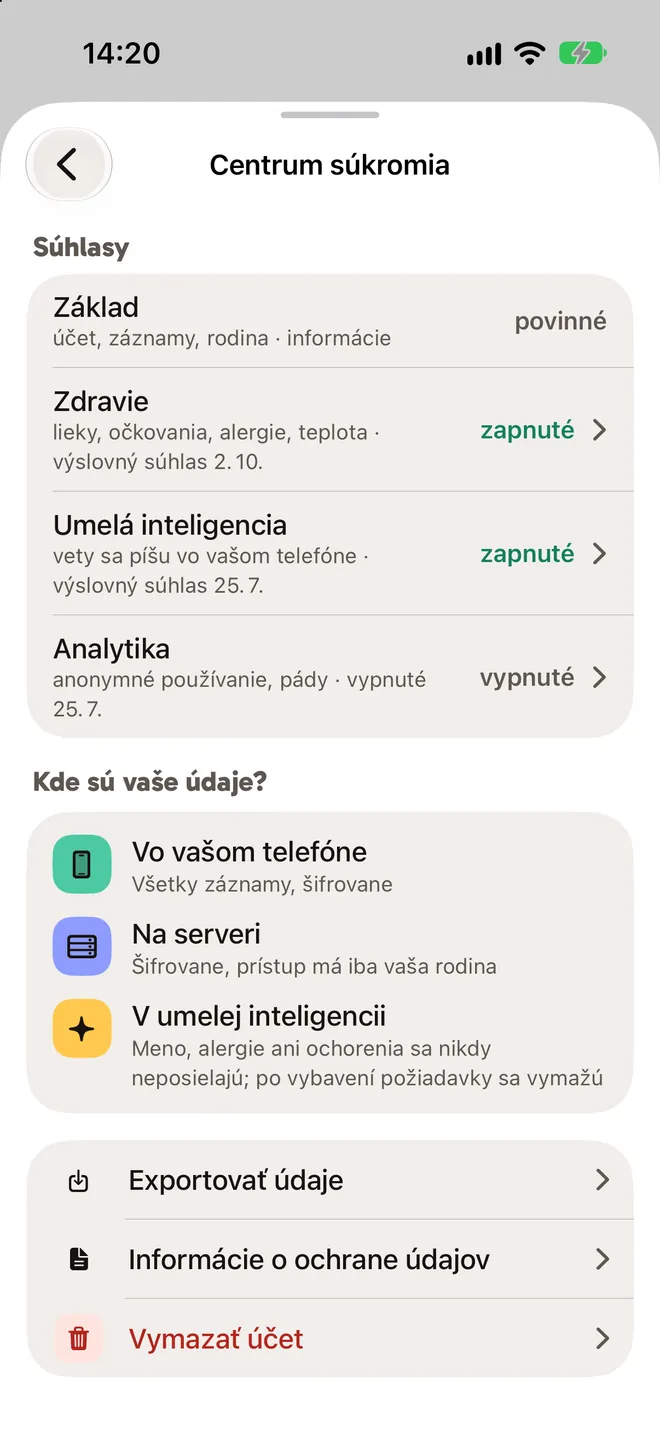 14:20
Centrum súkromia
Súhlasy
Základ
účet, záznamy, rodina · informácie
povinné
Zdravie
lieky, očkovania, alergie, teplota ·
výslovný súhlas 2. 10.
zapnuté
Umelá inteligencia
vety sa píšu vo vašom telefóne ·
výslovný súhlas 25. 7.
zapnuté
Analytika
anonymné používanie, pády · vypnuté
25. 7.
vypnuté
Kde sú vaše údaje?
Vo vašom telefóne
Všetky záznamy, šifrovane
Na serveri
Šifrovane, prístup má iba vaša rodina
V umelej inteligencii
Meno, alergie ani ochorenia sa nikdy
neposielajú; po vybavení požiadavky sa vymažú
Exportovať údaje
Informácie o ochrane údajov
Vymazať účet